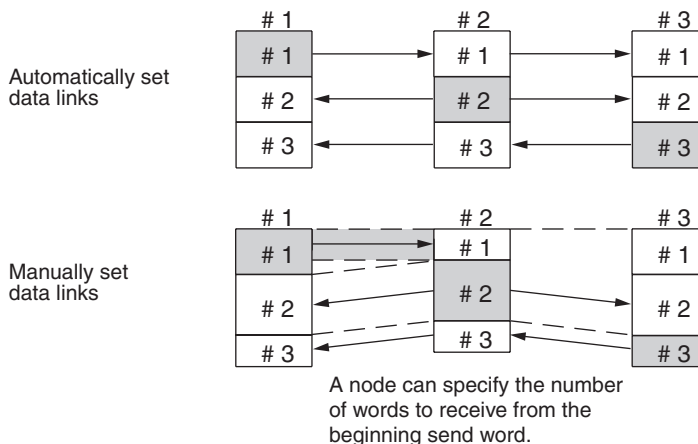 # 1 # 2 # 3
Automatically set
data links
# 1 # 1 # 1
# 2 # 2 # 2
# 3 # 3 # 3
# 1 # 2 # 3
Manually set
data links
# 1 # 1 # 1
# 2 # 2 # 2
# 3 # 3 # 3
A node can specify the number
of words to receive from the
beginning send word.